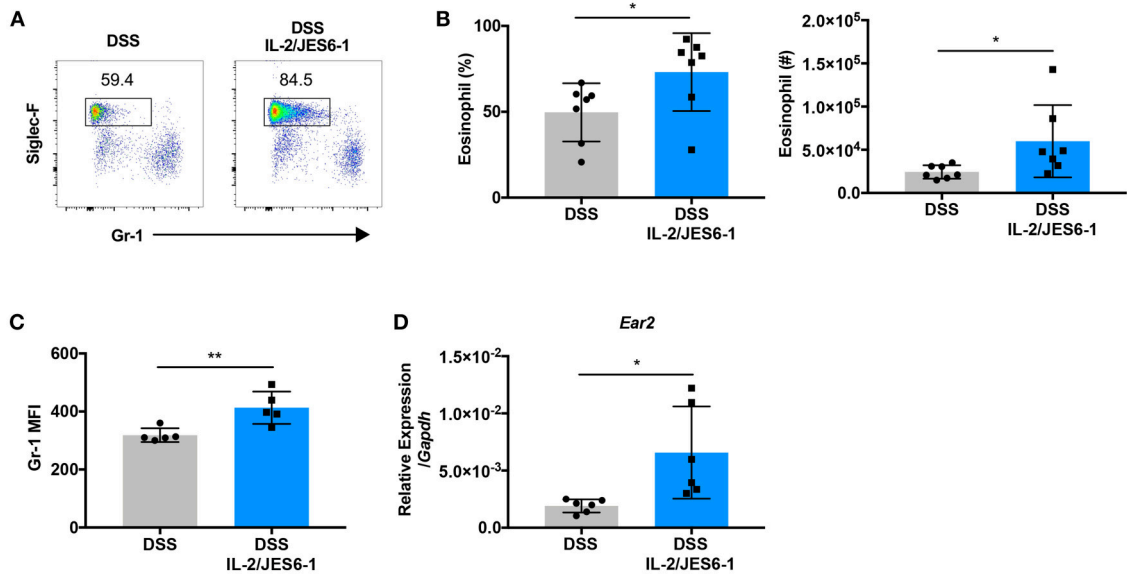 A
DSS
DSS
IL-2/JES6-1
59.4
84.5
Siglec-F
Gr-1
B
Eosinophil (%)
100
50
0
*
DSS
DSS
IL-2/JES6-1
Eosinophil (#)
2.0×10⁵
1.5×10⁵
1.0×10⁵
5.0×10⁴
0.0
*
DSS
DSS
IL-2/JES6-1
C
Gr-1 MFI
600
400
200
0
**
DSS
DSS
IL-2/JES6-1
D
Ear2
Relative Expression
/Gapdh
1.5×10⁻²
1.0×10⁻²
5.0×10⁻³
0.0
*
DSS
DSS
IL-2/JES6-1